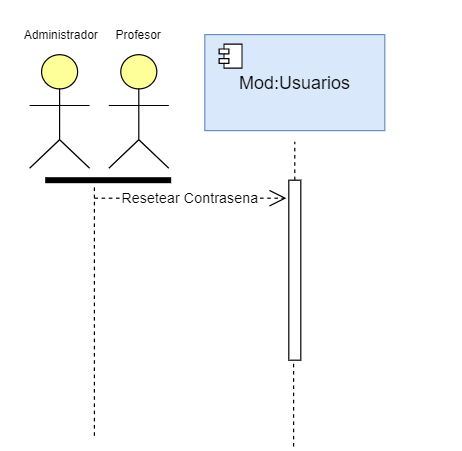 Administrador
Profesor
Mod:Usuarios
Resetear Contrasena